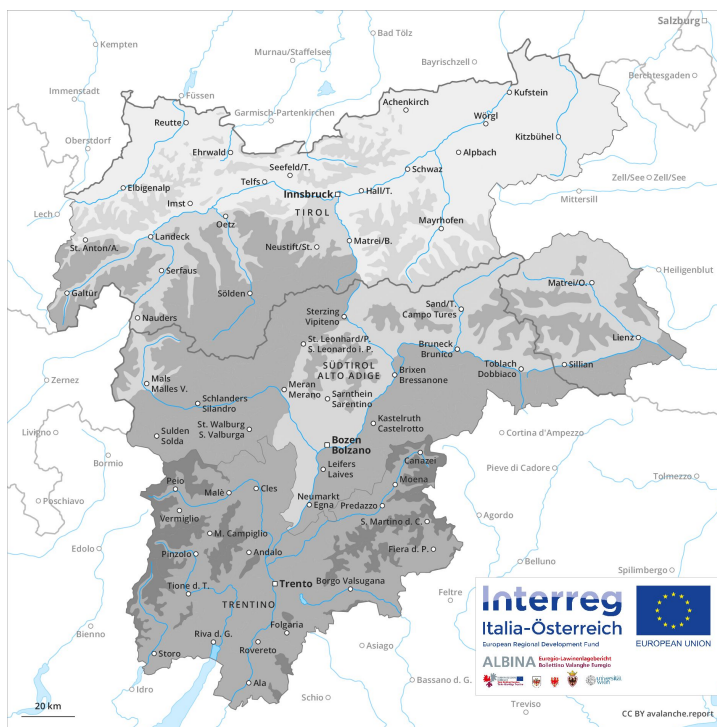 Salzburg
Kempten
Bad Tölz
Murnau/Staffelsee
Bayrischzell
Berchtesgaden
Immenstadt
Füssen
Achenkirch
Kufstein
Garmisch-Partenkirchen
Reutte
Wörgl
Oberstdorf
Ehrwald
Kitzbühel
Alpbach
Seefeld/T.
Schwaz
Zell/See
Zell/See
Elbigenalp
Telfs
Innsbruck
Hall/T.
Mittersill
Imst
TIROL
Lech
Oetz
Mayrhofen
St. Anton/A.
Landeck
Neustift/St.
Matrei/B.
Serfaus
Heiligenblut
Matrei/O.
Galtür
Sölden
Nauders
Sand/T.
Campo Tures
Sterzing
Vipiteno
Lienz
St. Leonhard/P.
S. Leonardo i. P.
Bruneck
Brunico
Toblach
Dobbiaco
Sillian
SÜDTIROL
ALTO ADIGE
Brixen
Bressanone
Zernez
Mals
Malles V.
Meran
Merano
Sarnthein
Sarentino
Schlanders
Silandro
Kastelruth
Castelrotto
Livigno
Sulden
Solda
St. Walburg
S. Valburga
Bozen
Bolzano
Cortina d'Ampezzo
Bormio
Canazei
Pieve di Cadore
Leifers
Laives
Tolmezzo
Peio
Malè
Cles
Moena
Poschiavo
Neumarkt
Egna
Predazzo
Vermiglio
Agordo
S. Martino d. C.
M. Campiglio
Edolo
Pinzolo
Andalo
Fiera d. P.
Belluno
Spilimbergo
Trento
Borgo Valsugana
Tione d. T.
Feltre
TRENTINO
Folgaria
Bienno
Riva d. G.
Rovereto
Asiago
Storo
Bassano d. G.
Idro
Ala
Schio
Treviso
Interreg
Italia-Österreich
European Regional Development Fund
EUROPEAN UNION
ALBINA
Euregio-Lawinenlagebericht
Bollettino Valanghe Euregio
20 km
CC BY avalanche.report